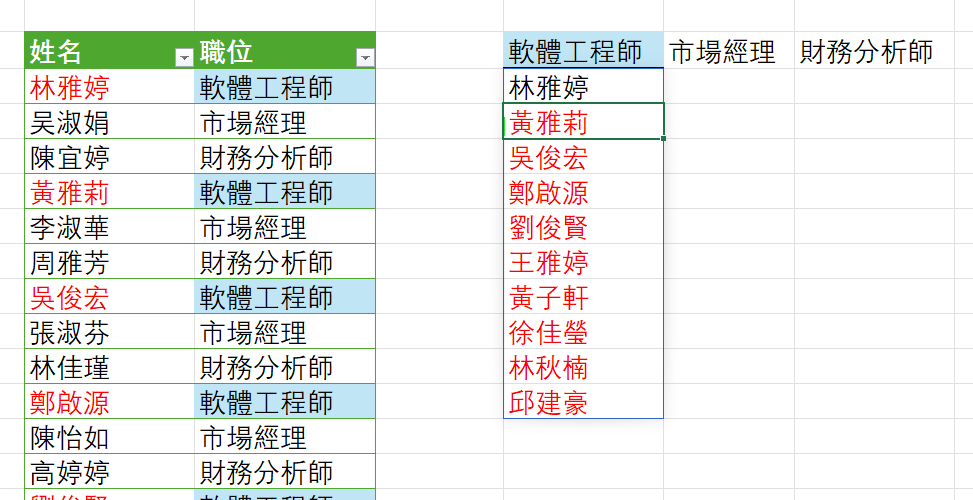 姓名 職位 軟體工程師 市場經理 財務分析師
林雅婷 軟體工程師 林雅婷
吳淑娟 市場經理 黃雅莉
陳宜婷 財務分析師 吳俊宏
黃雅莉 軟體工程師 鄭啟源
李淑華 市場經理 劉俊賢
周雅芳 財務分析師 王雅婷
吳俊宏 軟體工程師 黃子軒
張淑芬 市場經理 徐佳瑩
林佳瑾 財務分析師 林秋楠
鄭啟源 軟體工程師 邱建豪
陳怡如 市場經理
高婷婷 財務分析師